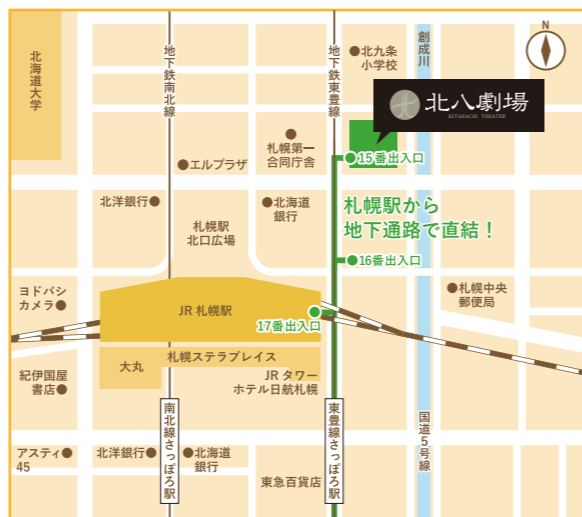 北海道大学
地下鉄南北線
地下鉄東豊線
北九条
小学校
創成川
N
北八劇場
KITAHACHI THEATER
札幌第一
合同庁舎
エルプラザ
15番出入口
北洋銀行
札幌駅
北口広場
北海道
銀行
札幌駅から
地下通路で直結！
16番出入口
ヨドバシ
カメラ
JR 札幌駅
17番出入口
札幌中央
郵便局
大丸
札幌ステラプレイス
JR タワー
ホテル日航札幌
紀伊国屋
書店
南北線さっぽろ駅
東豊線さっぽろ駅
国道5号線
アスティ
45
北洋銀行
北海道
銀行
東急百貨店